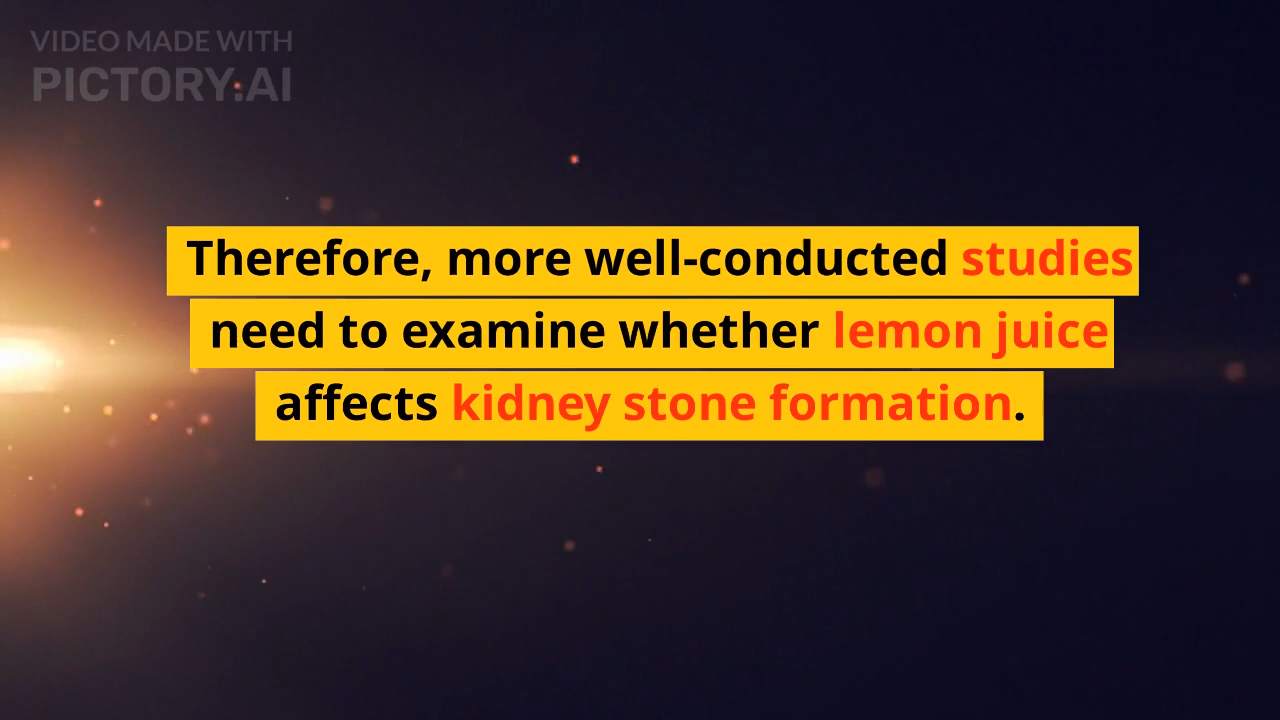 VIDEO MADE WITH
PICTORY.AI
Therefore, more well-conducted studies
need to examine whether lemon juice
affects kidney stone formation.